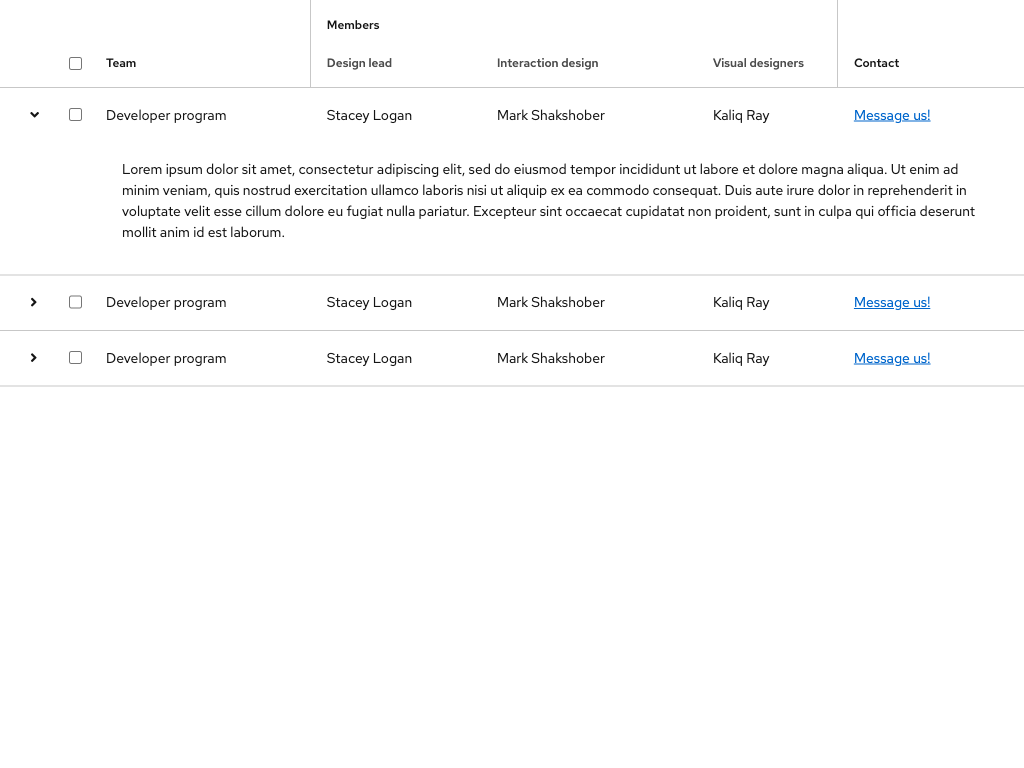 Members
Team Design lead Interaction design Visual designers Contact
Developer program Stacey Logan Mark Shakshober Kaliq Ray Message us!
Lorem ipsum dolor sit amet, consectetur adipiscing elit, sed do eiusmod tempor incididunt ut labore et dolore magna aliqua. Ut enim ad
minim veniam, quis nostrud exercitation ullamco laboris nisi ut aliquip ex ea commodo consequat. Duis aute irure dolor in reprehenderit in
voluptate velit esse cillum dolore eu fugiat nulla pariatur. Excepteur sint occaecat cupidatat non proident, sunt in culpa qui officia deserunt
mollit anim id est laborum.
Developer program Stacey Logan Mark Shakshober Kaliq Ray Message us!
Developer program Stacey Logan Mark Shakshober Kaliq Ray Message us!